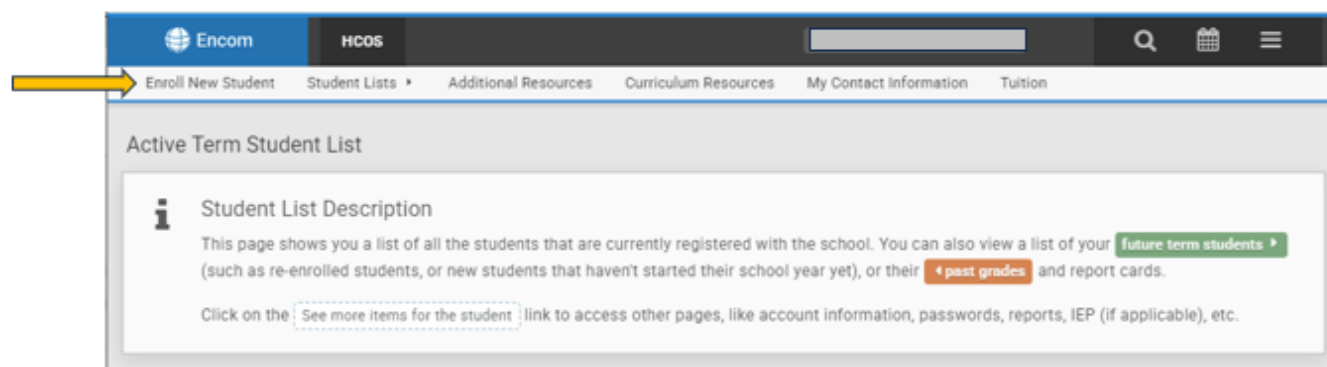 Encom HCOS
Enroll New Student Student Lists Additional Resources Curriculum Resources My Contact Information Tuition
Active Term Student List
Student List Description
This page shows you a list of all the students that are currently registered with the school. You can also view a list of your future term students
(such as re-enrolled students, or new students that haven't started their school year yet), or their past grades and report cards.
Click on the See more items for the student link to access other pages, like account information, passwords, reports, IEP (if applicable), etc.